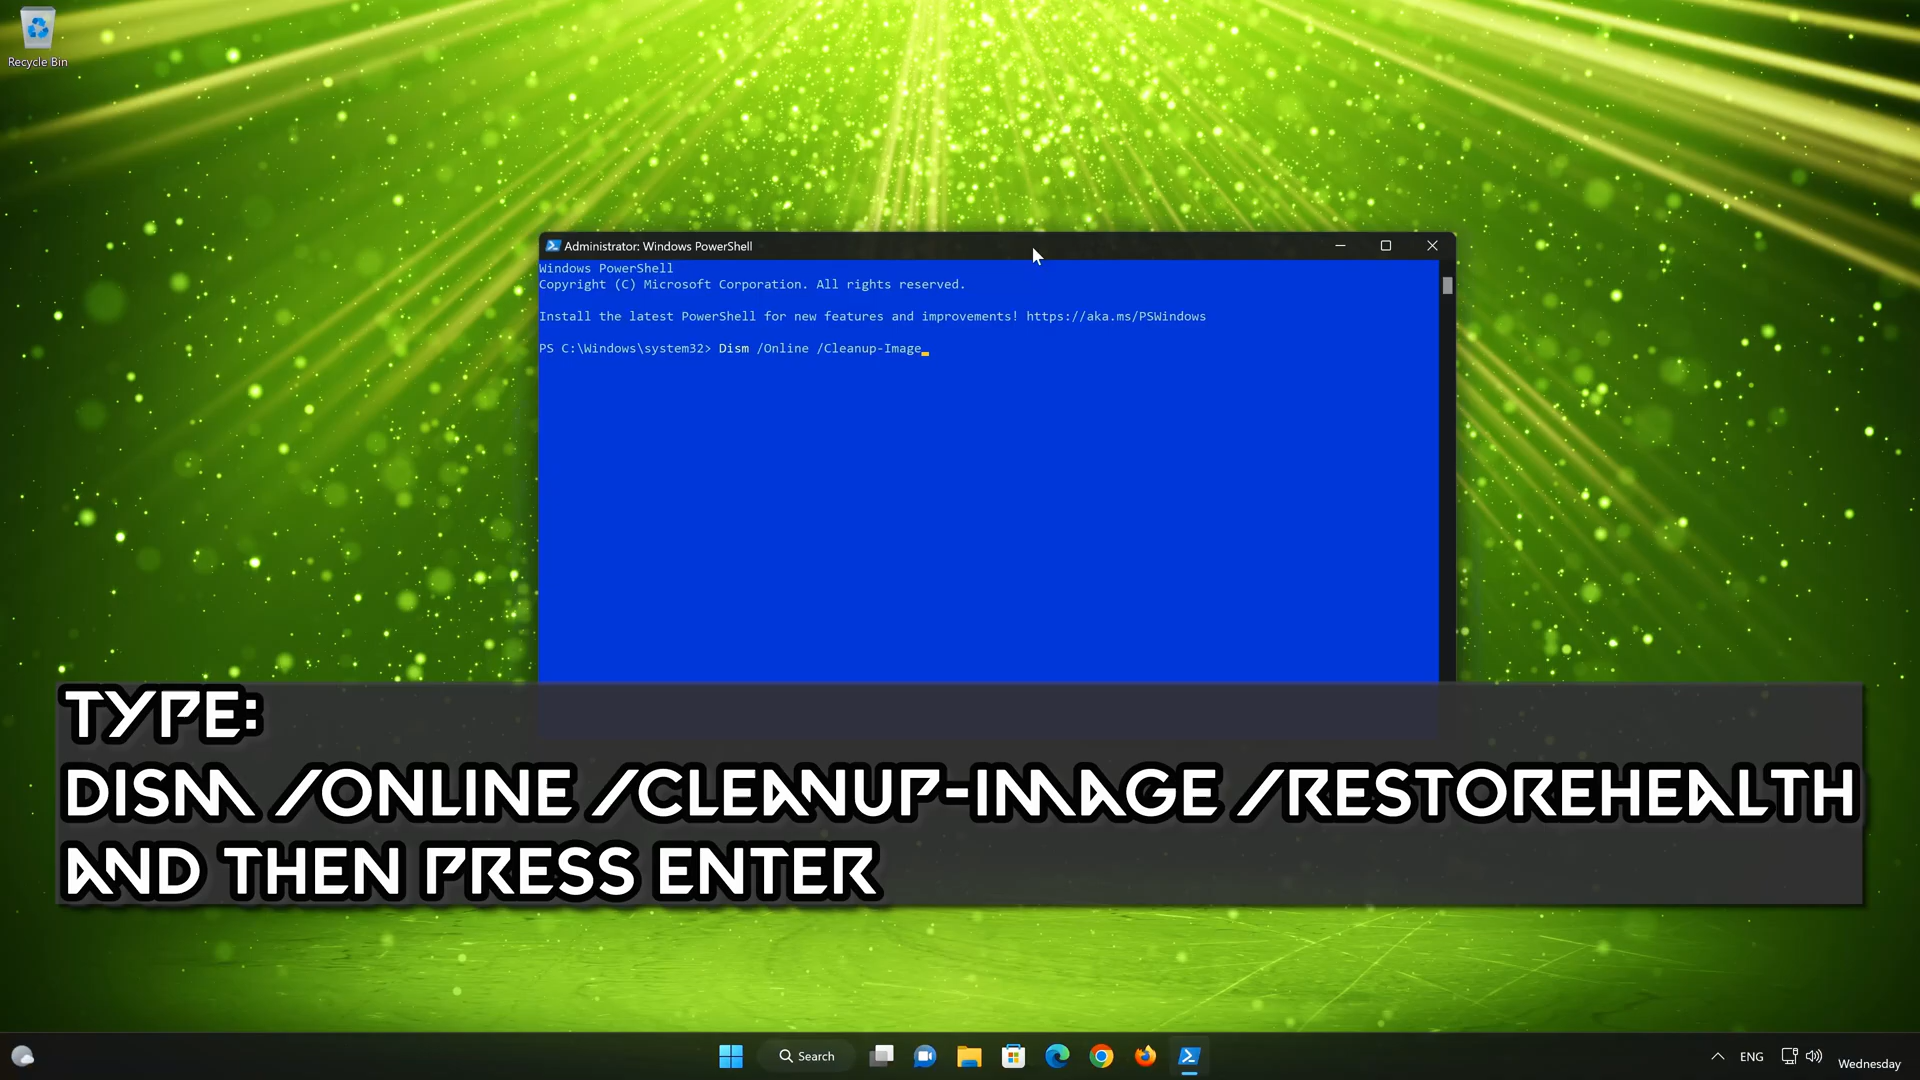 Recycle Bin
Administrator: Windows PowerShell
Windows PowerShell
Copyright (C) Microsoft Corporation. All rights reserved.
Install the latest PowerShell for new features and improvements! https://aka.ms/PSWindows
PS C:\Windows\system32> Dism /Online /Cleanup-Image
TYPE:
DISM /ONLINE /CLEANUP-IMAGE /RESTOREHEALTH
AND THEN PRESS ENTER
Search
ENG
Wednesday